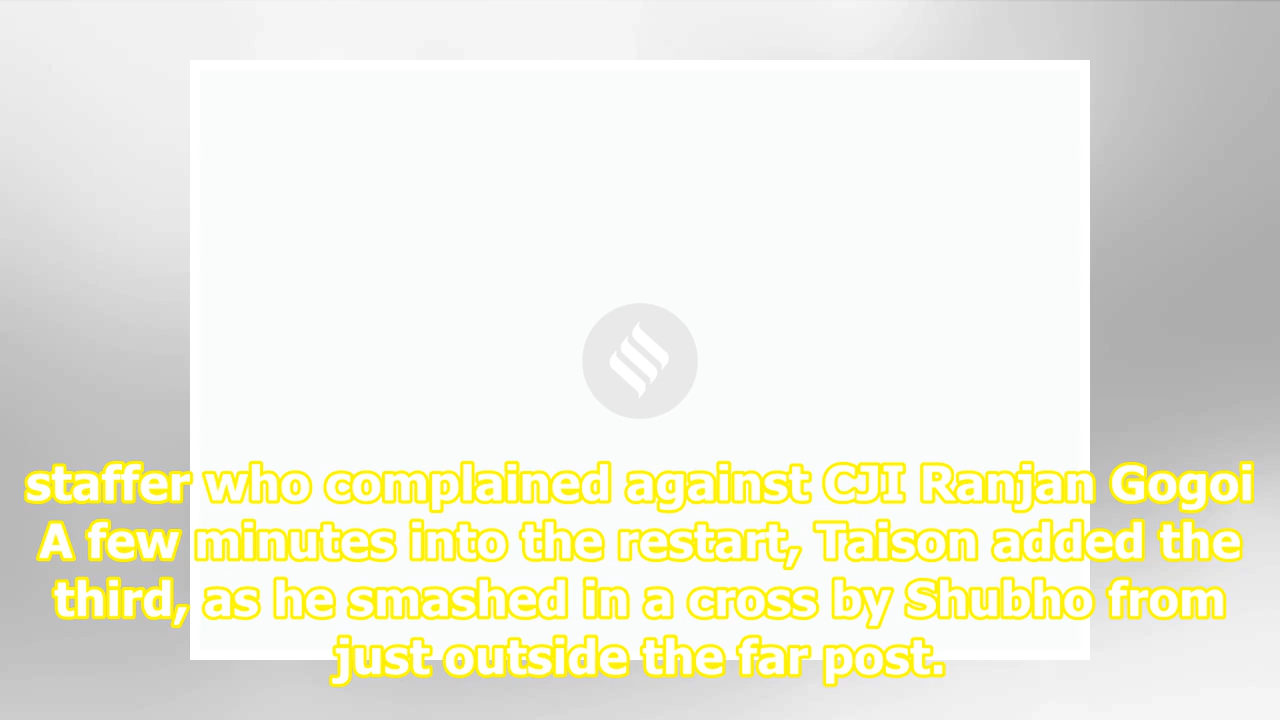 staffer who complained against CJI Ranjan Gogoi
A few minutes into the restart, Taison added the
third, as he smashed in a cross by Shubho from
just outside the far post.